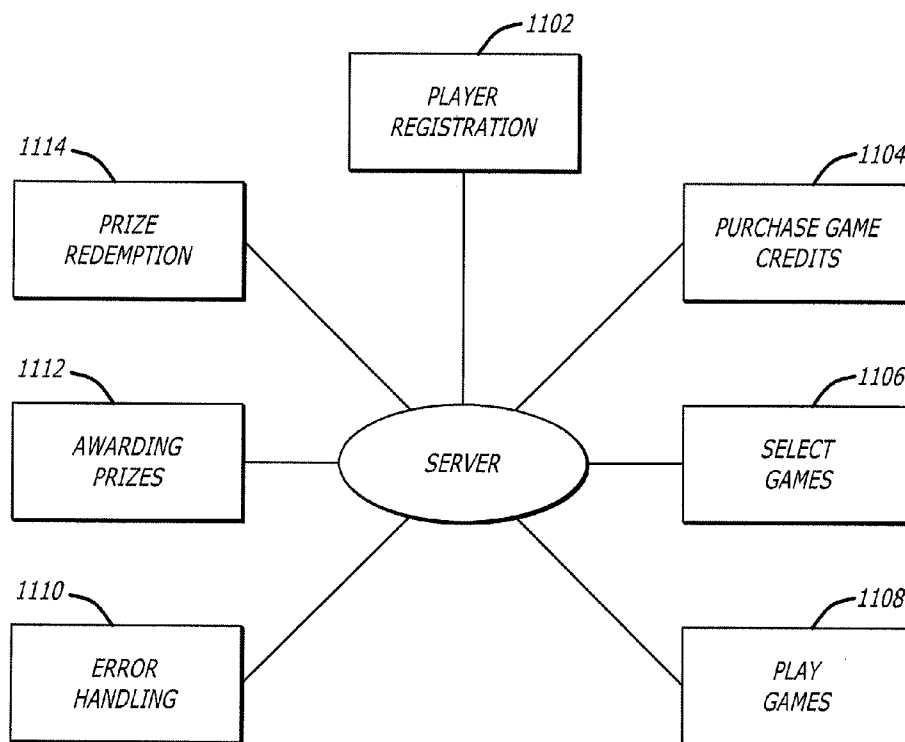 1102
PLAYER
REGISTRATION
1114
PRIZE
REDEMPTION
1104
PURCHASE GAME
CREDITS
1112
AWARDING
PRIZES
SERVER
1106
SELECT
GAMES
1110
ERROR
HANDLING
1108
PLAY
GAMES